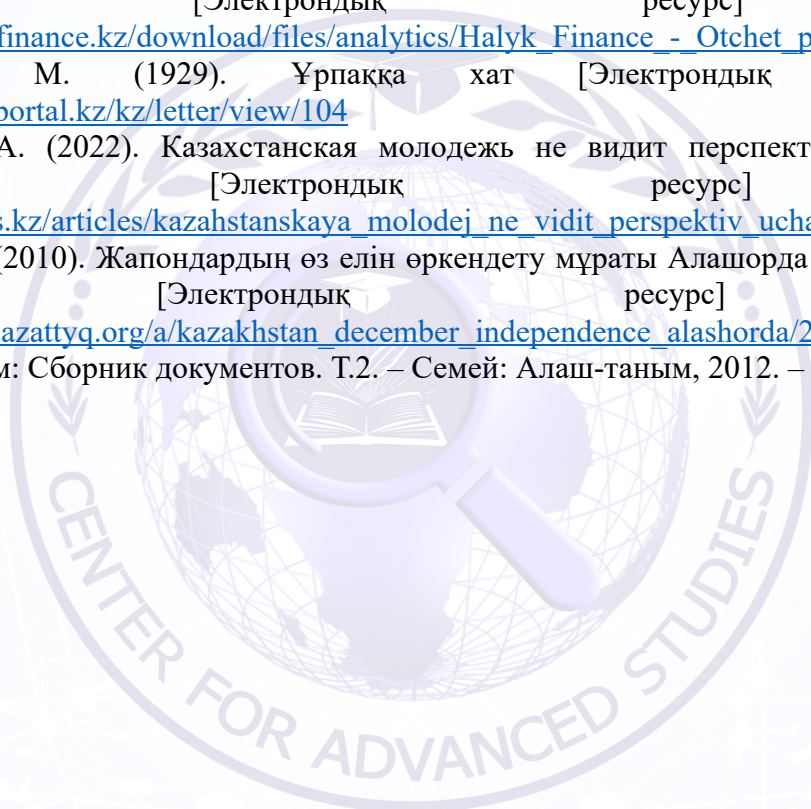 [Электрондық ресурс]
finance.kz/download/files/analytics/Halyk_Finance_-_Otchet_p
М. (1929). Ұрпаққа хат [Электрондық
portal.kz/kz/letter/view/104
А. (2022). Казахстанская молодежь не видит перспект
[Электрондық ресурс]
s.kz/articles/kazahstanskaya_molodej_ne_vidit_perspektiv_ucha
(2010). Жапондардың өз елін өркендету мұраты Алашорда
[Электрондық ресурс]
azattyq.org/a/kazakhstan_december_independence_alashorda/2
м: Сборник документов. Т.2. – Семей: Алаш-таным, 2012. –
CENTER FOR ADVANCED STUDIES